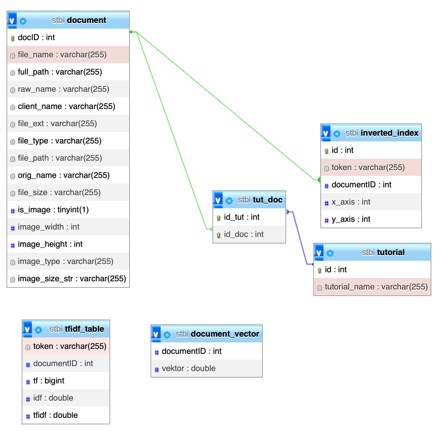 stbi document
docID : int
file_name : varchar(255)
full_path : varchar(255)
raw_name : varchar(255)
client_name : varchar(255)
file_ext : varchar(255)
file_type : varchar(255)
file_path : varchar(255)
orig_name : varchar(255)
file_size : varchar(255)
is_image : tinyint(1)
image_width : int
image_height : int
image_type : varchar(255)
image_size_str : varchar(255)
stbi inverted_index
id : int
token : varchar(255)
documentID : int
x_axis : int
y_axis : int
stbi tut_doc
id_tut : int
id_doc : int
stbi tutorial
id : int
tutorial_name : varchar(255)
stbi tfidf_table
token : varchar(255)
documentID : int
tf : bigint
idf : double
tfidf : double
stbi document_vector
documentID : int
vektor : double